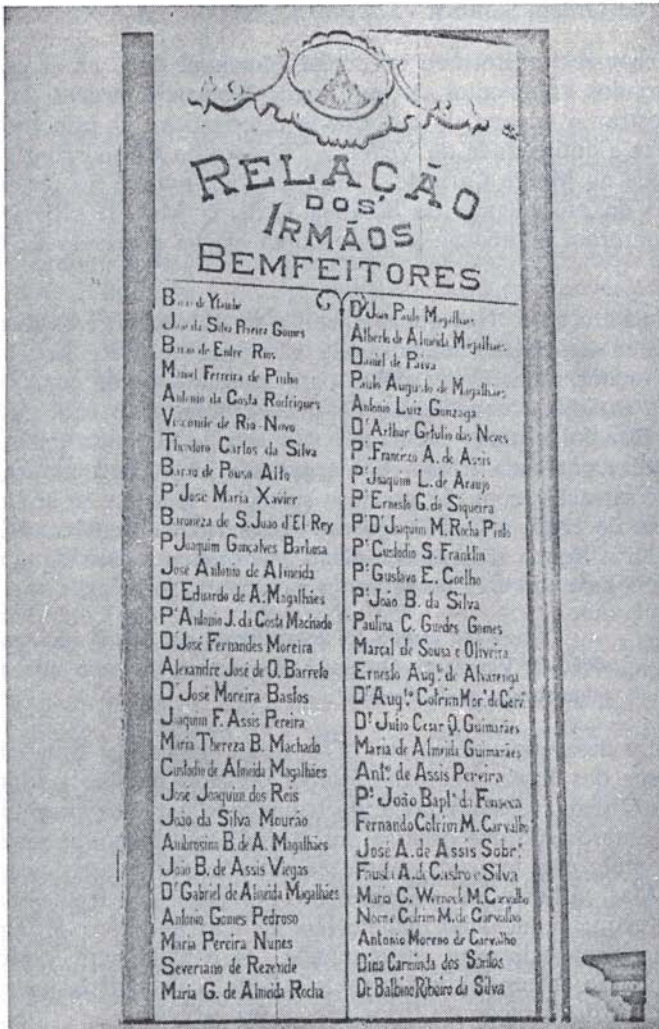 RELAÇÃO
DOS
IRMÃOS
BEMFEITORES
Barão de
José da Silva Pereira Gomes
Barão de Entre Rios
Manoel Ferreira de Pinho
Antonio da Costa Rodrigues
Visconde de Rio-Novo
Theodoro Carlos da Silva
Barão de Pouso Alto
Pe José Maria Xavier
Baroneza de S. João d'El Rey
P Joaquim Gonçalves Barbosa
José Antonio de Almeida
D Eduardo de A. Magalhães
Pe Antonio J. da Costa Machado
D José Fernandes Moreira
Alexandre José de O. Barreto
Dr José Moreira Bastos
Joaquim F. Assis Pereira
Maria Thereza B. Machado
Custodio de Almeida Magalhães
José Joaquim dos Reis
João da Silva Mourão
Ambrosina B. de A. Magalhães
João B. de Assis Viegas
Dr Gabriel de Almeida Magalhães
Antonio Gomes Pedroso
Maria Pereira Nunes
Severiano de Rezende
Maria G. de Almeida Rocha
Dr João Paulo Magalhães
Alberto de Almeida Magalhães
Daniel de Paiva
Paulo Augusto de Magalhães
Antonio Luiz Gonzaga
Dr Arthur Getulio das Neves
Pe Francisco A. de Assis
Pe Joaquim L. de Araujo
Pe Ernesto G. de Siqueira
Pe Dr Joaquim M. Rocha Pinto
Pe Custodio S. Franklin
Pe Gustavo E. Coelho
Pe João B. da Silva
Paulina C. Guedes Gomes
Marçal de Sousa e Oliveira
Ernesto Augto de Alvarenga
Dr Augto Cotrim Mor de Carv.
Dr Julio Cesar O. Guimarães
Maria de Almeida Guimarães
Anto de Assis Pereira
Pe João Bapta da Fonseca
Fernando Cotrim M. Carvalho
José A. de Assis Sobro
Fausta A. de Castro e Silva
Maria C. Werneck M. Carvalho
Noeme Cotrim M. de Carvalho
Antonio Moreno de Carvalho
Dina Carminda dos Santos
Dr. Balbino Ribeiro da Silva